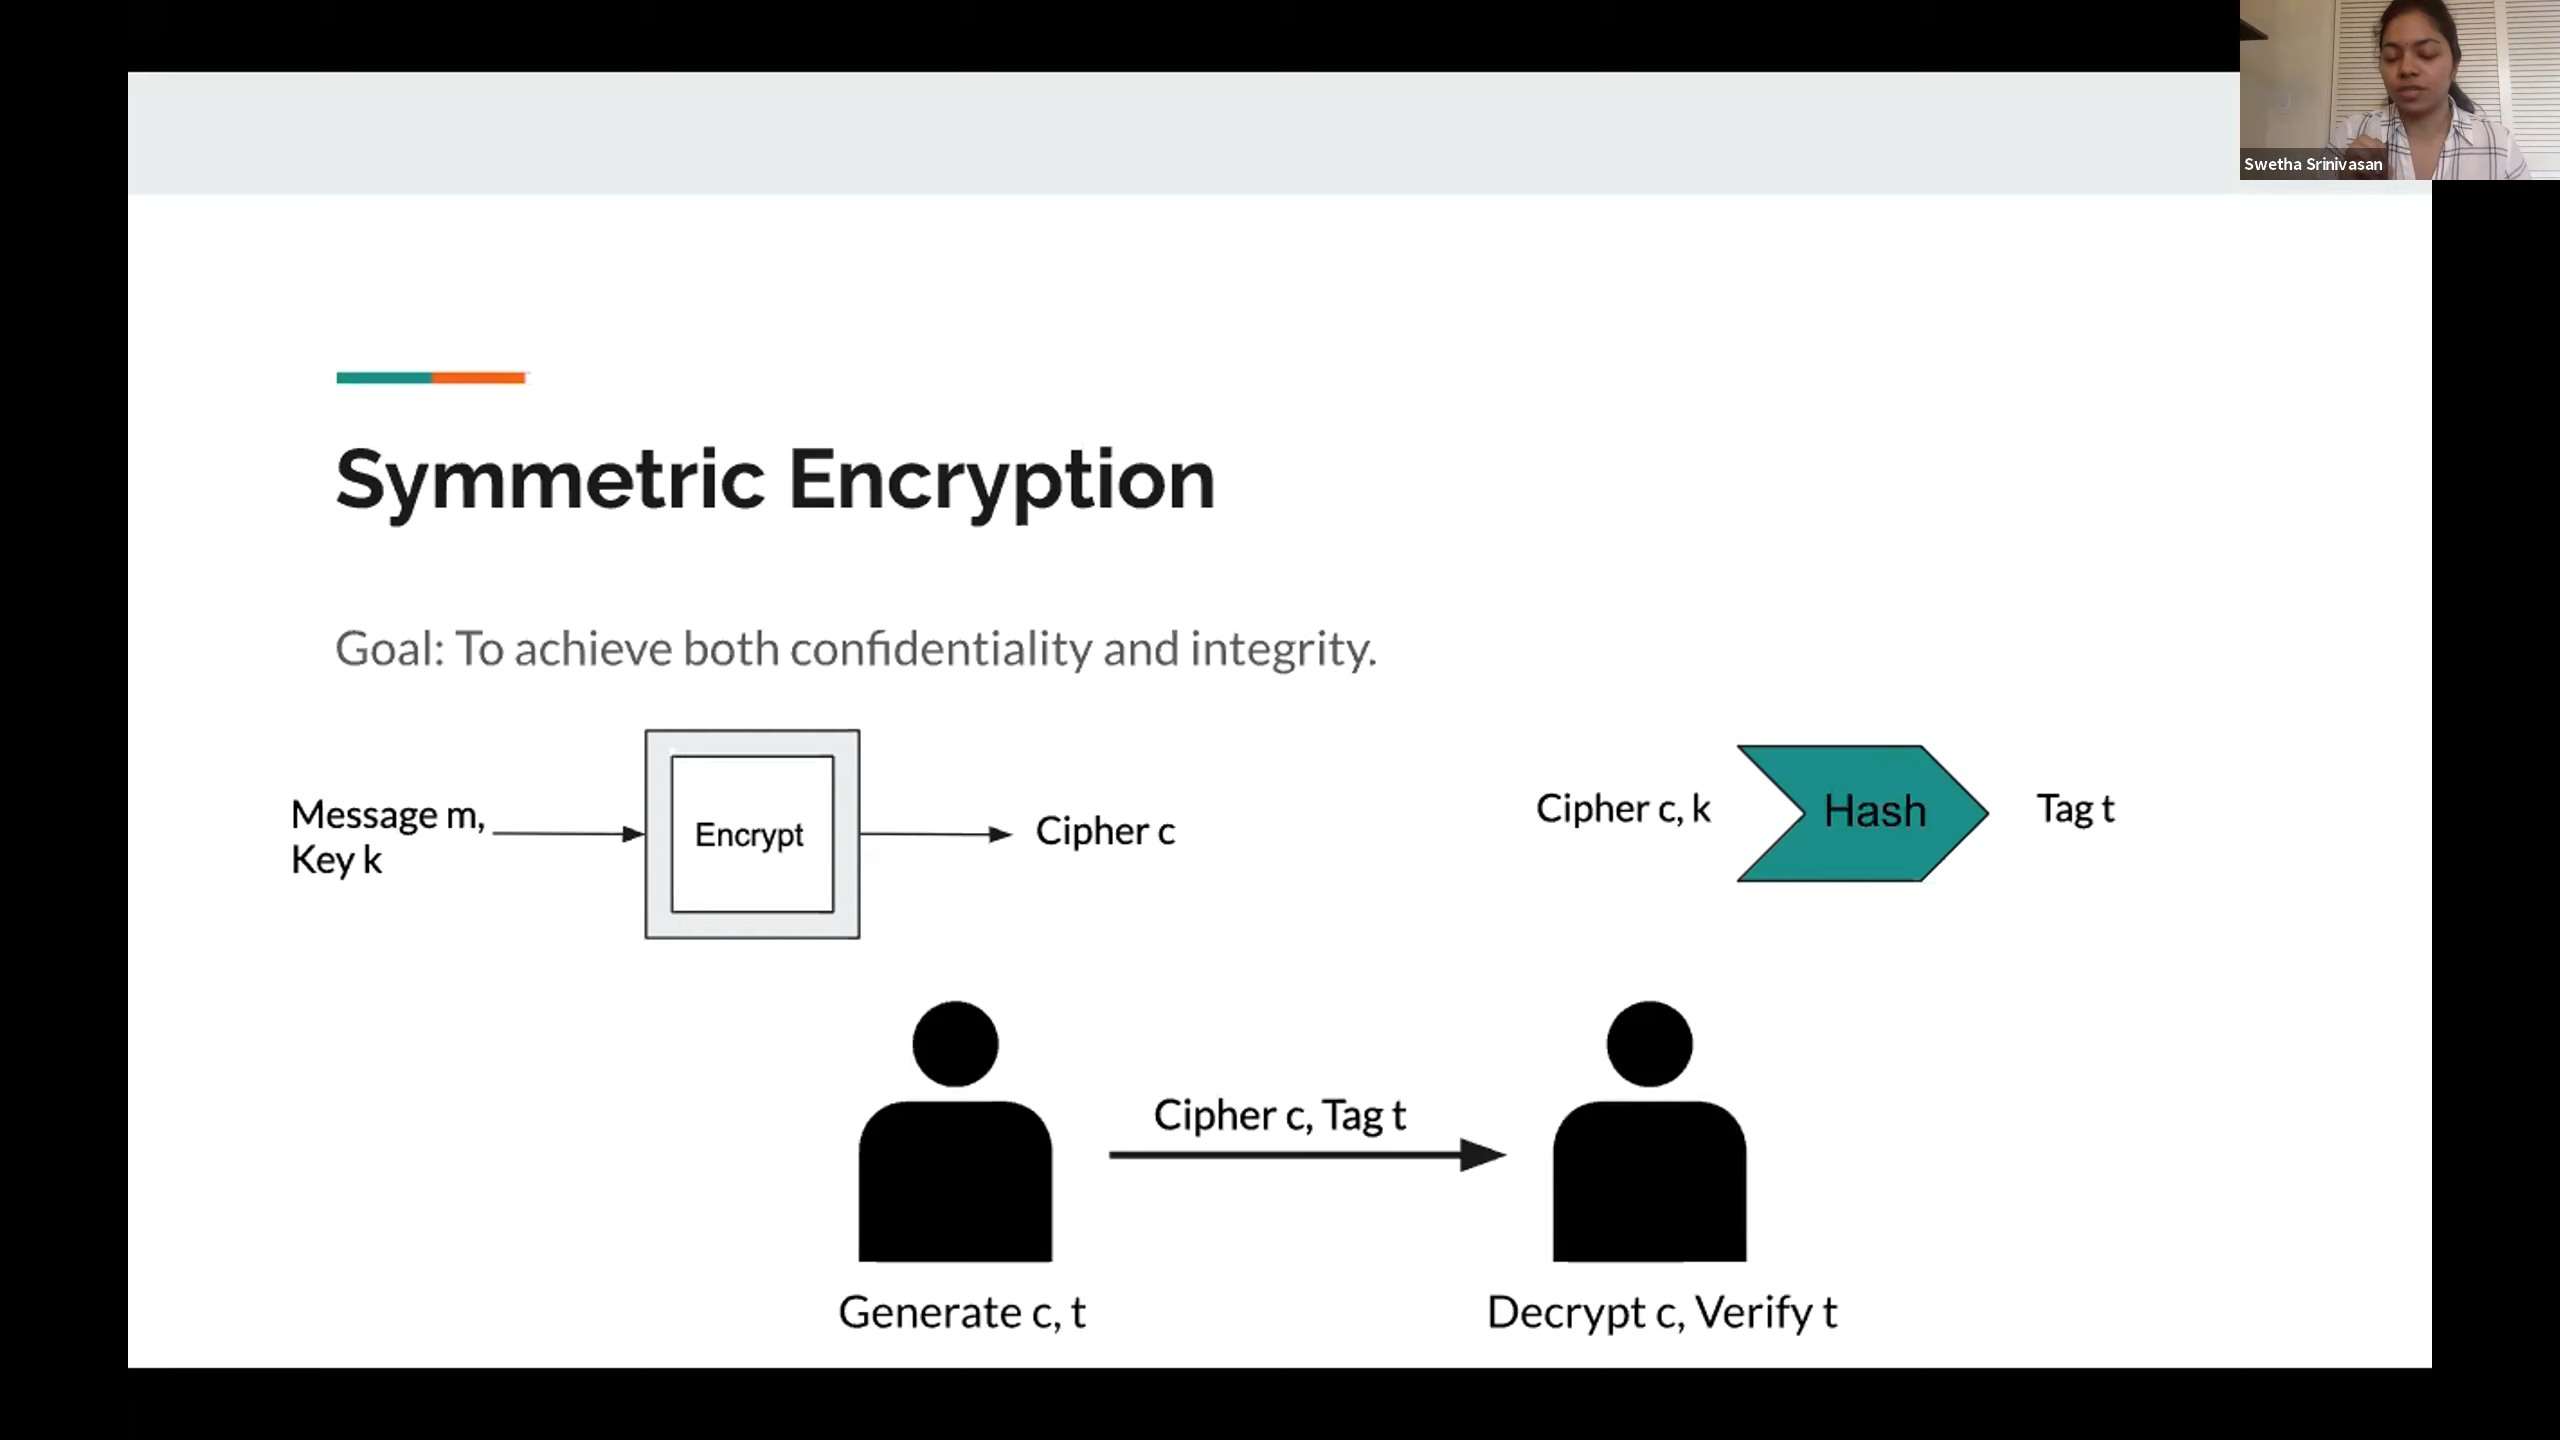 Swetha Srinivasan
Symmetric Encryption
Goal: To achieve both confidentiality and integrity.
Message m,
Key k
Encrypt
Cipher c
Cipher c, k
Hash
Tag t
Cipher c, Tag t
Generate c, t
Decrypt c, Verify t